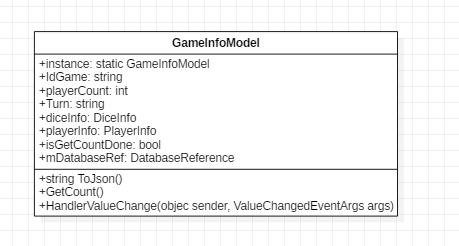 GameInfoModel
+instance: static GameInfoModel
+IdGame: string
+playerCount: int
+Turn: string
+diceInfo: DiceInfo
+playerInfo: PlayerInfo
+isGetCountDone: bool
+mDatabaseRef: DatabaseReference
+string ToJson()
+GetCount()
+HandlerValueChange(objec sender, ValueChangedEventArgs args)